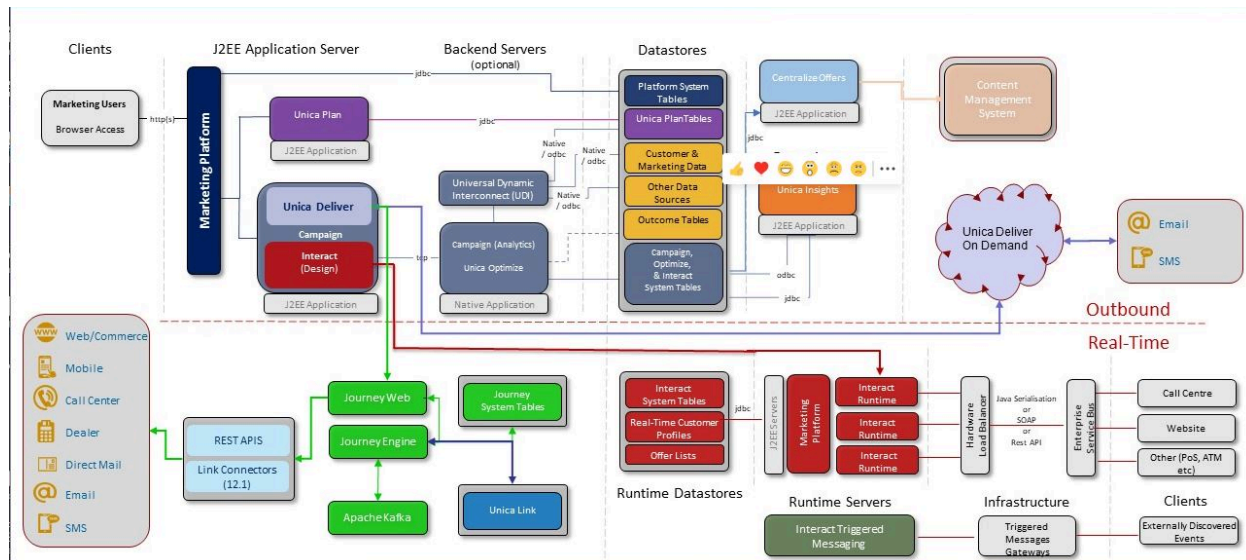 Clients
J2EE Application Server
Backend Servers
(optional)
Datastores
Marketing Users
Browser Access
http(s)
Marketing Platform
jdbc
Unica Plan
J2EE Application
jdbc
Unica Deliver
Campaign
Interact
(Design)
J2EE Application
tcp
Universal Dynamic
Interconnect (UDI)
Campaign (Analytics)
Unica Optimize
Native Application
Native
/ odbc
Native
/ odbc
Native
/ odbc
Platform System
Tables
Unica PlanTables
Customer &
Marketing Data
Other Data
Sources
Outcome Tables
Campaign,
Optimize,
& Interact
System Tables
Centralize Offers
J2EE Application
jdbc
Unica Insights
J2EE Application
odbc
jdbc
Content
Management
System
Unica Deliver
On Demand
Email
SMS
Outbound
Real-Time
Web/Commerce
Mobile
Call Center
Dealer
Direct Mail
Email
SMS
REST APIS
Link Connectors
(12.1)
Journey Web
Journey Engine
Apache Kafka
Journey
System Tables
Unica Link
Interact
System Tables
Real-Time Customer
Profiles
Offer Lists
Runtime Datastores
jdbc
J2EE Servers
Marketing
Platform
Interact
Runtime
Interact
Runtime
Interact
Runtime
Runtime Servers
Hardware
Load Balancer
Java Serialisation
or
SOAP
or
Rest API
Enterprise
Service Bus
Infrastructure
Call Centre
Website
Other (PoS, ATM
etc)
Clients
Interact Triggered
Messaging
Triggered
Messages
Gateways
Externally Discovered
Events